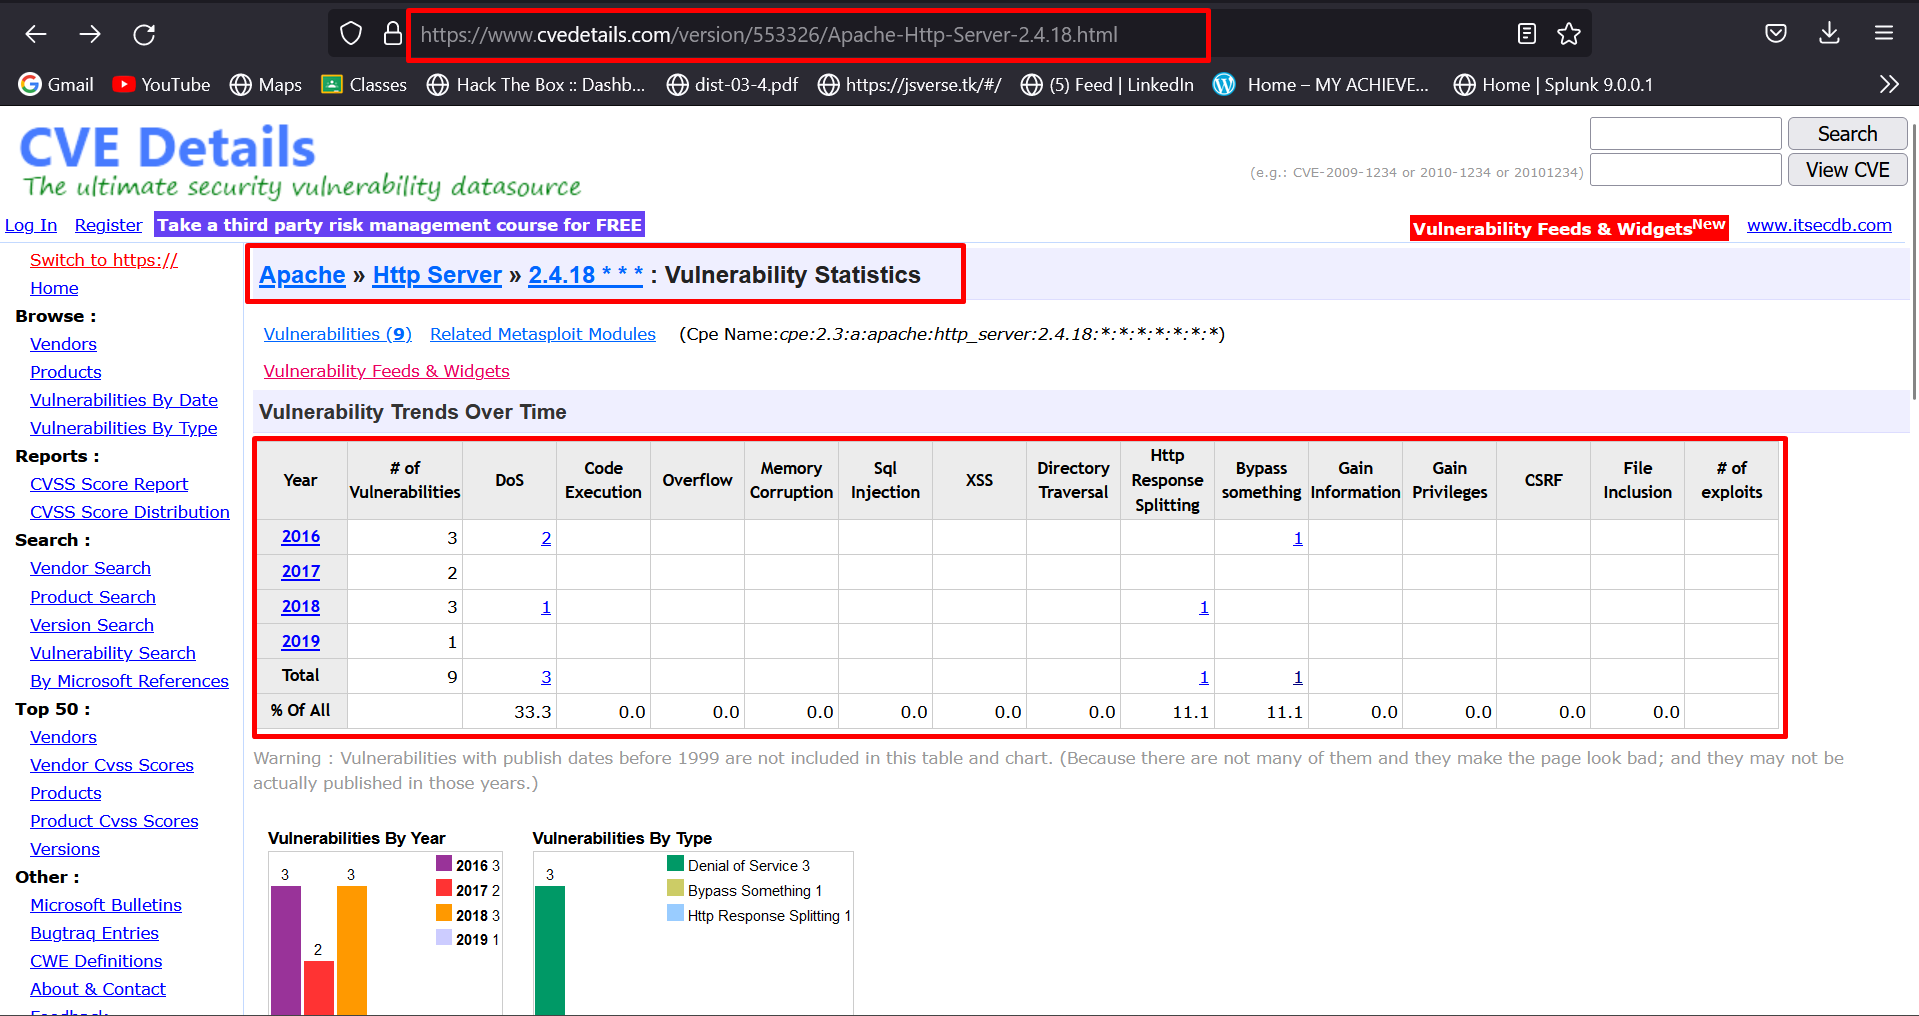 https://www.cvedetails.com/version/553326/Apache-Http-Server-2.4.18.html
Gmail YouTube Maps Classes Hack The Box :: Dashb... dist-03-4.pdf https://jsverse.tk/#/ (5) Feed | LinkedIn Home – MY ACHIEVE... Home | Splunk 9.0.0.1
CVE Details
The ultimate security vulnerability datasource
Search
(e.g.: CVE-2009-1234 or 2010-1234 or 20101234) View CVE
Log In Register Take a third party risk management course for FREE Vulnerability Feeds & WidgetsNew www.itsecdb.com
Switch to https://
Home
Browse :
Vendors
Products
Vulnerabilities By Date
Vulnerabilities By Type
Reports :
CVSS Score Report
CVSS Score Distribution
Search :
Vendor Search
Product Search
Version Search
Vulnerability Search
By Microsoft References
Top 50 :
Vendors
Vendor Cvss Scores
Products
Product Cvss Scores
Versions
Other :
Microsoft Bulletins
Bugtraq Entries
CWE Definitions
About & Contact
Feedback
Apache » Http Server » 2.4.18 * * * : Vulnerability Statistics
Vulnerabilities (9) Related Metasploit Modules (Cpe Name:cpe:2.3:a:apache:http_server:2.4.18:*:*:*:*:*:*:*)
Vulnerability Feeds & Widgets
Vulnerability Trends Over Time
Year # of Vulnerabilities DoS Code Execution Overflow Memory Corruption Sql Injection XSS Directory Traversal Http Response Splitting Bypass something Gain Information Gain Privileges CSRF File Inclusion # of exploits
2016 3 2 1
2017 2
2018 3 1 1
2019 1
Total 9 3 1 1
% Of All 33.3 0.0 0.0 0.0 0.0 0.0 0.0 11.1 11.1 0.0 0.0 0.0 0.0
Warning : Vulnerabilities with publish dates before 1999 are not included in this table and chart. (Because there are not many of them and they make the page look bad; and they may not be
actually published in those years.)
Vulnerabilities By Year
3 2 3
2016 3
2017 2
2018 3
2019 1
Vulnerabilities By Type
3
Denial of Service 3
Bypass Something 1
Http Response Splitting 1